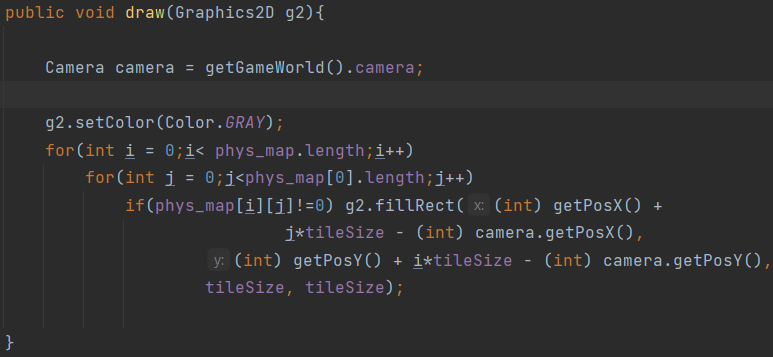 public void draw(Graphics2D g2){
Camera camera = getGameWorld().camera;
g2.setColor(Color.GRAY);
for(int i = 0;i< phys_map.length;i++)
for(int j = 0;j<phys_map[0].length;j++)
if(phys_map[i][j]!=0) g2.fillRect( x: (int) getPosX() +
j*tileSize - (int) camera.getPosX(),
y: (int) getPosY() + i*tileSize - (int) camera.getPosY(),
tileSize, tileSize);
}